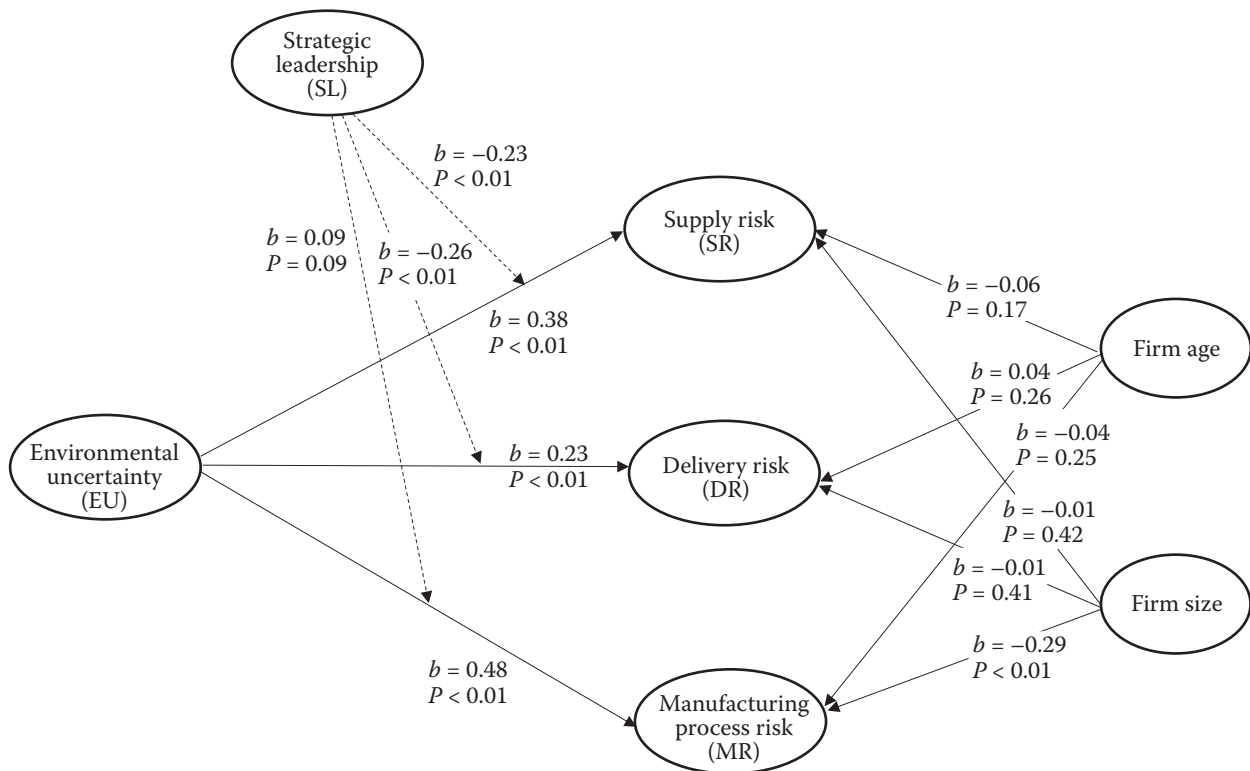 Strategic
leadership
(SL)
b = −0.23
P < 0.01
b = 0.09
P = 0.09
b = −0.26
P < 0.01
Supply risk
(SR)
b = 0.38
P < 0.01
b = −0.06
P = 0.17
Firm age
b = 0.04
P = 0.26
Environmental
uncertainty
(EU)
b = 0.23
P < 0.01
Delivery risk
(DR)
b = −0.04
P = 0.25
b = −0.01
P = 0.42
b = −0.01
P = 0.41
Firm size
b = −0.29
P < 0.01
b = 0.48
P < 0.01
Manufacturing
process risk
(MR)